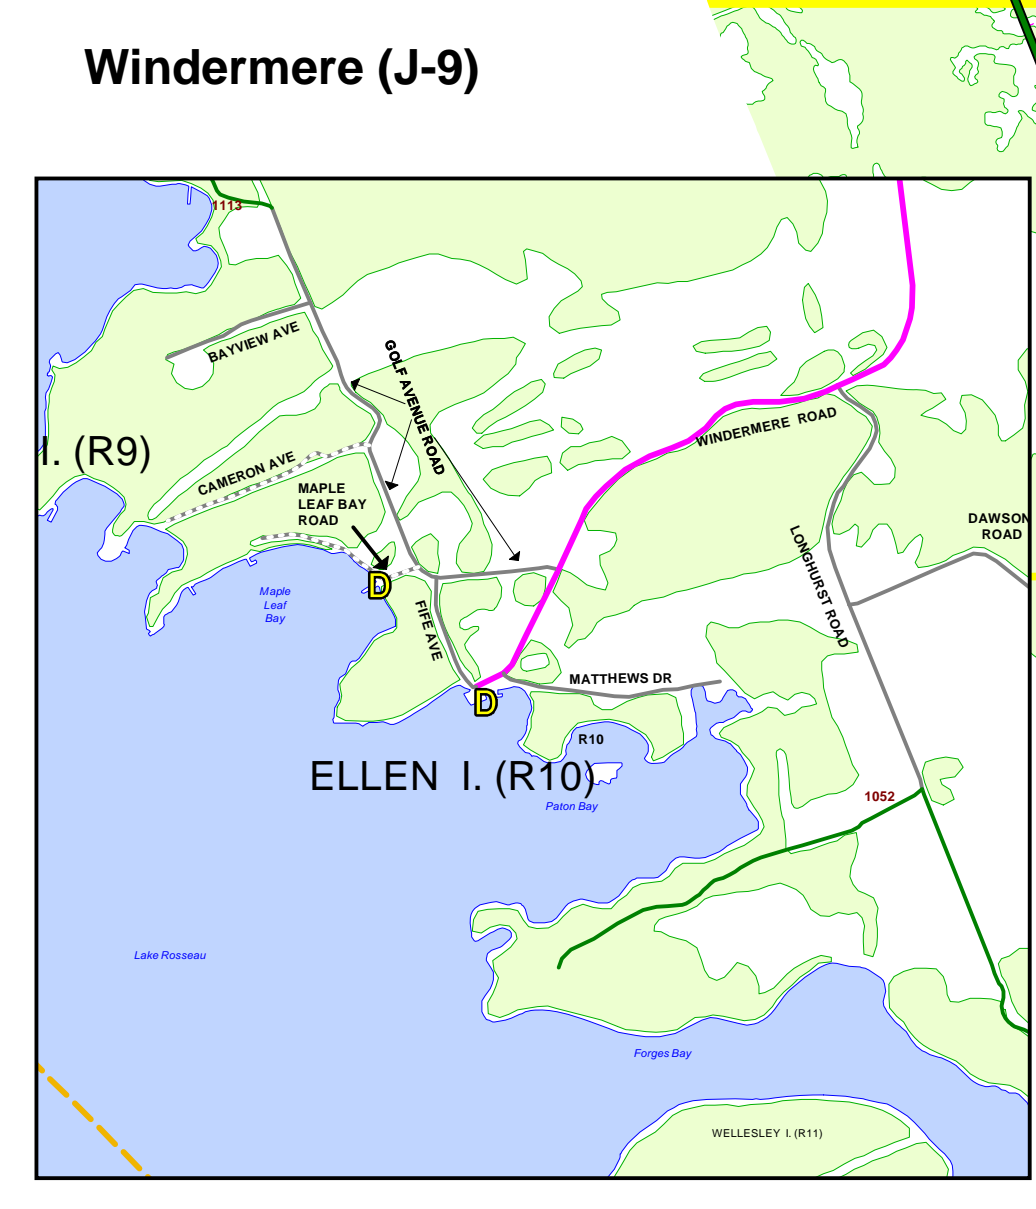 Windermere (J-9)
1113
BAYVIEW AVE
GOLF AVENUE ROAD
I. (R9)
CAMERON AVE
MAPLE
LEAF BAY
ROAD
WINDERMERE ROAD
DAWSON
ROAD
LONGHURST ROAD
D
Maple
Leaf
Bay
FIFE AVE
MATTHEWS DR
D
R10
ELLEN I. (R10)
Paton Bay
1052
Lake Rosseau
Forges Bay
WELLESLEY I. (R11)